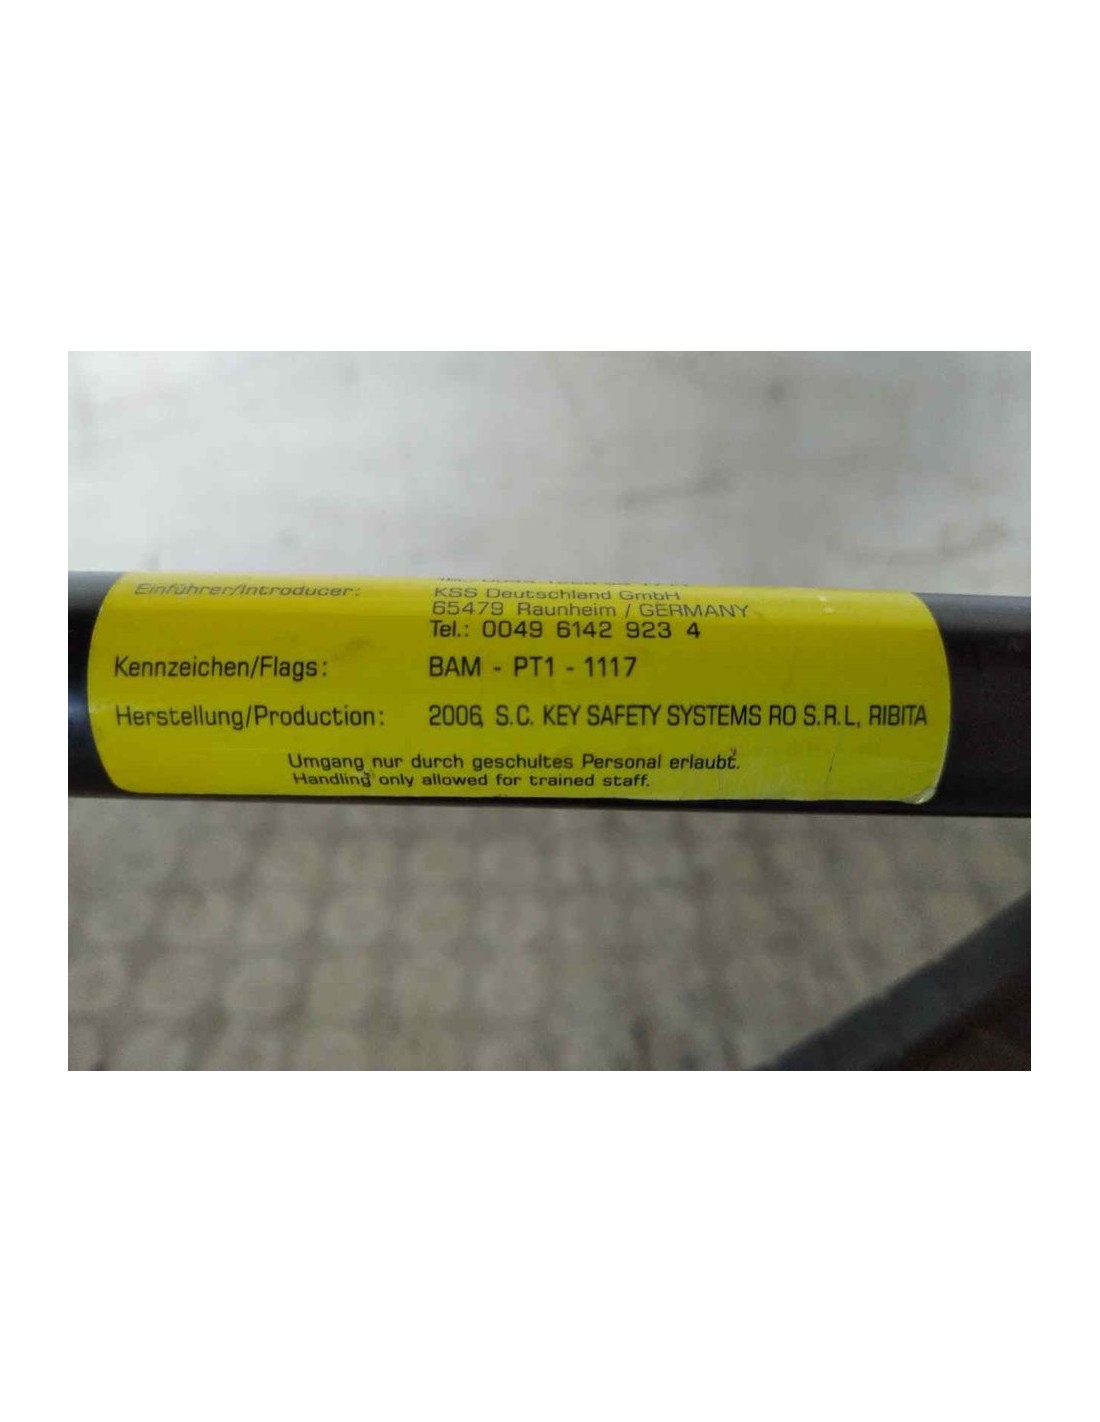 Einführer/Introducer: KSS Deutschland GmbH
65479 Raunheim / GERMANY
Tel.: 0049 6142 923 4
Kennzeichen/Flags: BAM - PT1 - 1117
Herstellung/Production: 2006, S.C. KEY SAFETY SYSTEMS RO S.R.L, RIBITA
Umgang nur durch geschultes Personal erlaubt.
Handling only allowed for trained staff.